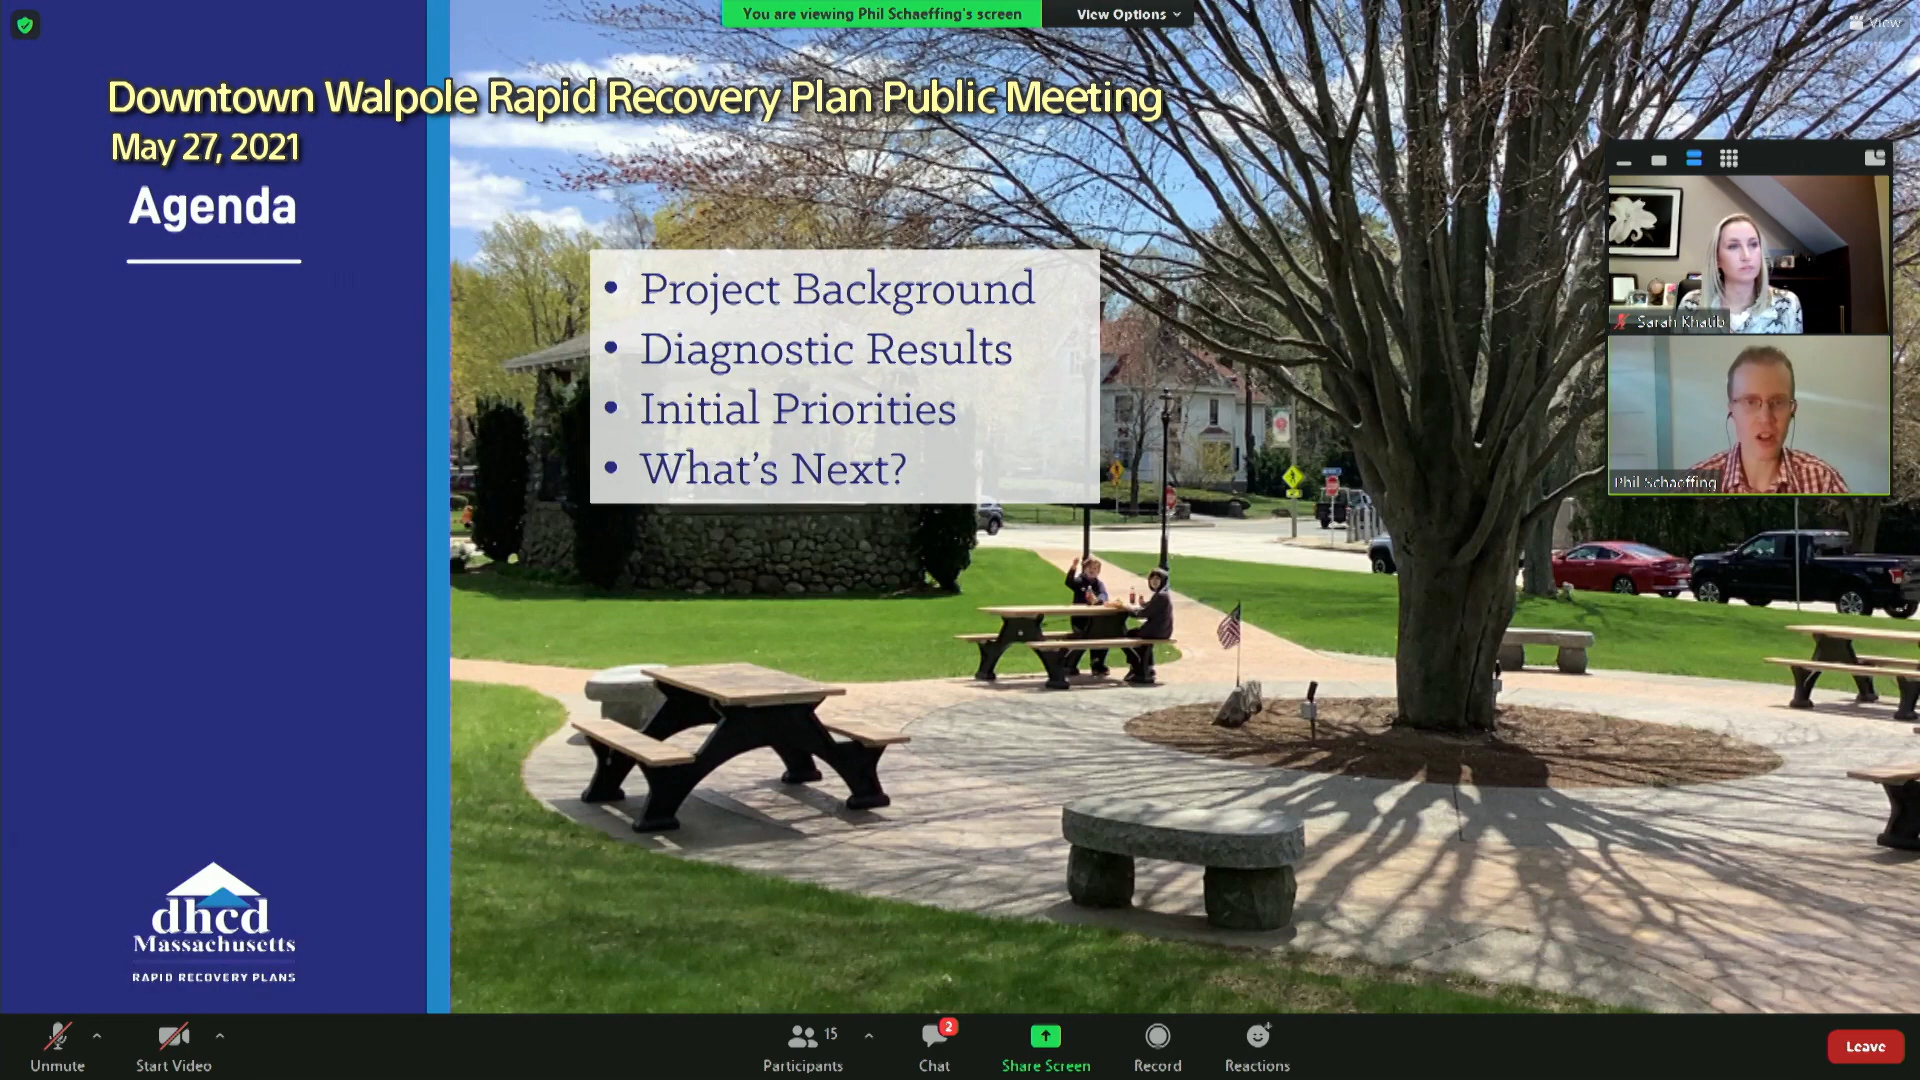 You are viewing Phil Schaeffing's screen
View Options
View
Downtown Walpole Rapid Recovery Plan Public Meeting
May 27, 2021
Agenda
• Project Background
• Diagnostic Results
• Initial Priorities
• What's Next?
Sarah Khatib
Phil Schaeffing
dhcd
Massachusetts
RAPID RECOVERY PLANS
Unmute
Start Video
15
Participants
2
Chat
Share Screen
Record
Reactions
Leave